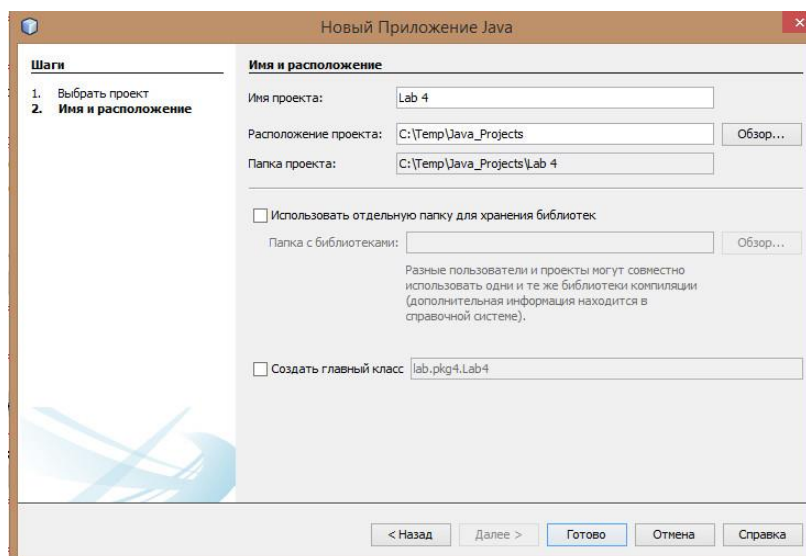 Новый Приложение Java
Шаги
1. Выбрать проект
2. Имя и расположение
Имя и расположение
Имя проекта: Lab 4
Расположение проекта: C:\Temp\Java_Projects Обзор...
Папка проекта: C:\Temp\Java_Projects\Lab 4
Использовать отдельную папку для хранения библиотек
Папка с библиотеками: Обзор...
Разные пользователи и проекты могут совместно
использовать одни и те же библиотеки компиляции
(дополнительная информация находится в
справочной системе).
Создать главный класс lab.pkg4.Lab4
< Назад Далее > Готово Отмена Справка